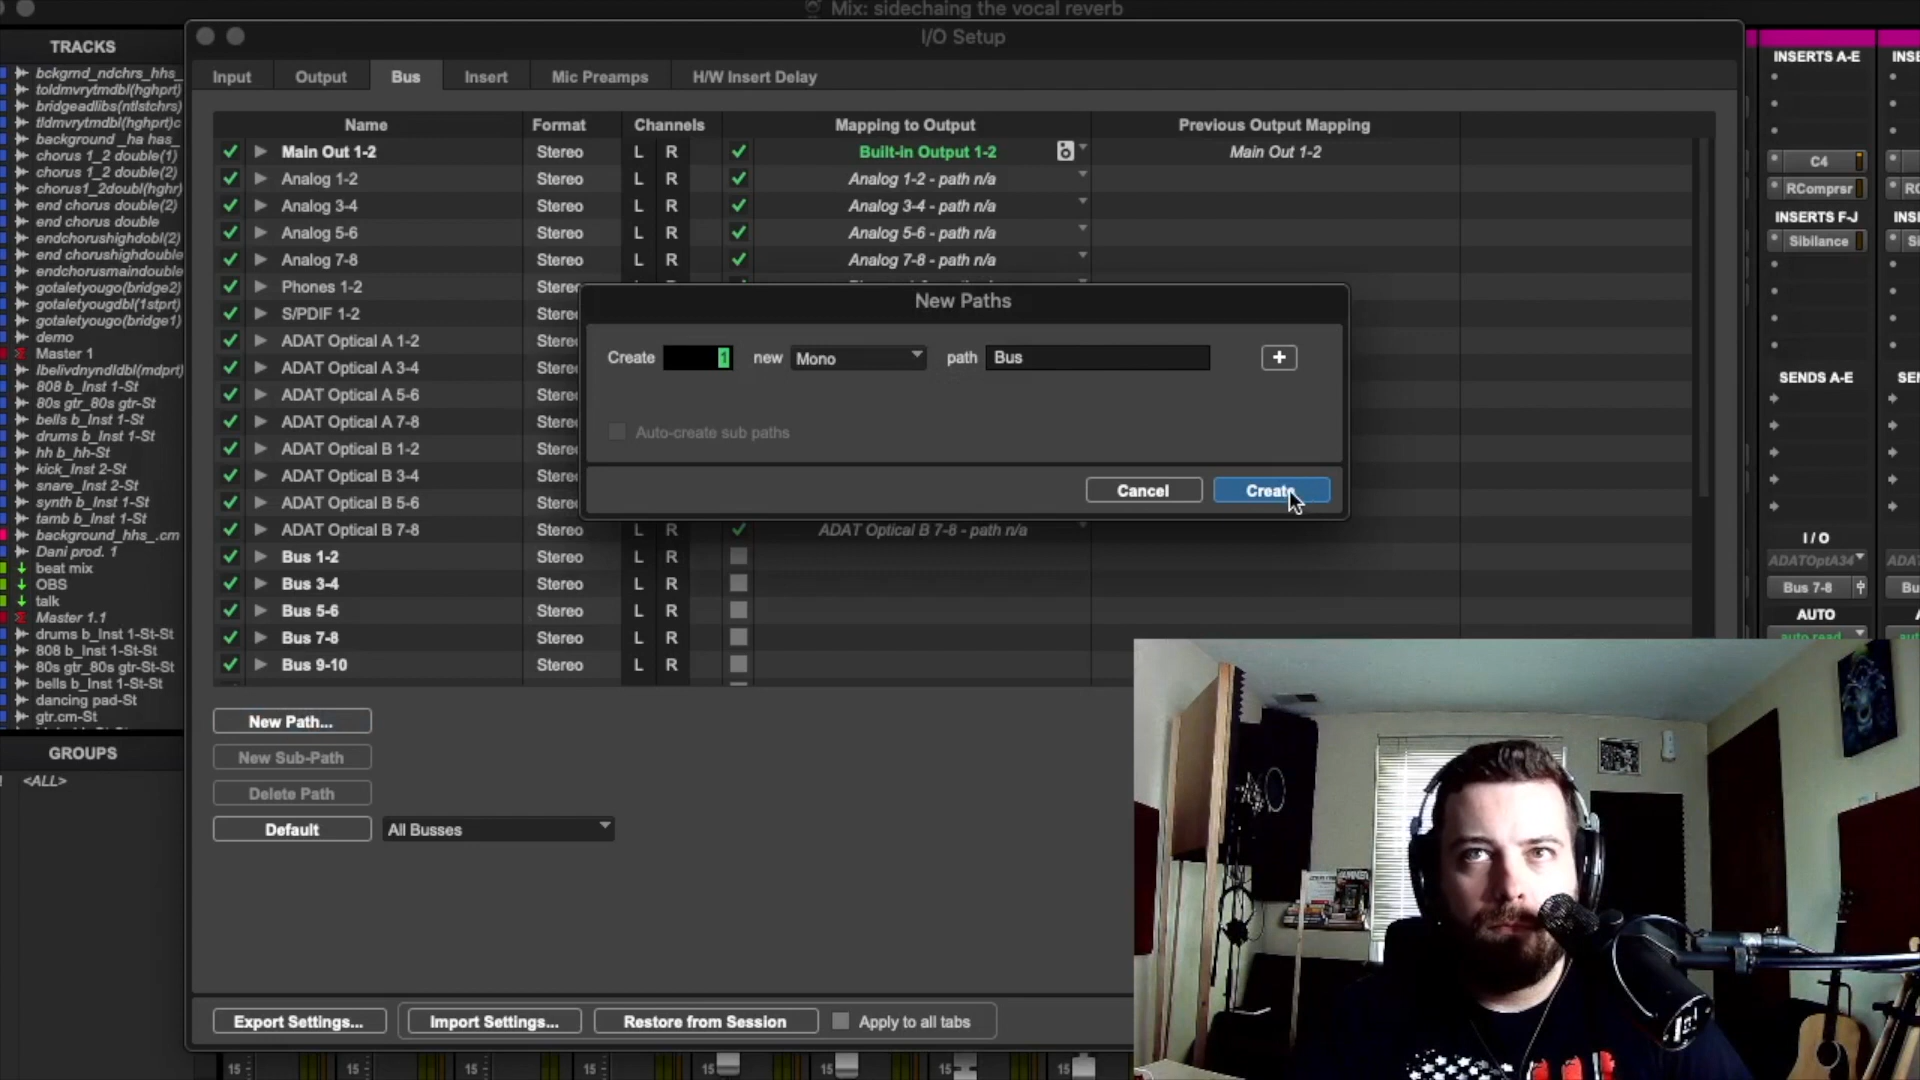 Mix: sidechaing the vocal reverb
I/O Setup
Input
Output
Bus
Insert
Mic Preamps
H/W Insert Delay
Name
Format
Channels
Mapping to Output
Previous Output Mapping
Main Out 1-2 Stereo L R Built-in Output 1-2 Main Out 1-2
Analog 1-2 Stereo L R Analog 1-2 - path n/a
Analog 3-4 Stereo L R Analog 3-4 - path n/a
Analog 5-6 Stereo L R Analog 5-6 - path n/a
Analog 7-8 Stereo L R Analog 7-8 - path n/a
Phones 1-2
S/PDIF 1-2
ADAT Optical A 1-2
ADAT Optical A 3-4
ADAT Optical A 5-6
ADAT Optical A 7-8
ADAT Optical B 1-2
ADAT Optical B 3-4
ADAT Optical B 5-6
ADAT Optical B 7-8 Stereo L R ADAT Optical B 7-8 - path n/a
Bus 1-2 Stereo L R
Bus 3-4 Stereo L R
Bus 5-6 Stereo L R
Bus 7-8 Stereo L R
Bus 9-10 Stereo L R
New Paths
Create 1 new Mono path Bus +
Auto-create sub paths
Cancel
Create
New Path...
New Sub-Path
Delete Path
Default
All Busses
Export Settings...
Import Settings...
Restore from Session
Apply to all tabs
TRACKS
bckgrnd_ndchrs_hhs_
toldmvrytmdbl(hghprt)
bridgeadlibs(ntlstchrs)
tldmvrytmdbl(hghprt)c
background _ha has_
chorus 1_2 double(1)
chorus 1_2 double(2)
chorus1_2doubl(hghr)
end chorus double(2)
end chorus double
endchorushighdobl(2)
end chorushighdouble
endchorusmaindouble
gotaletyougo(bridge2)
gotaletyougdbl(1stprt)
gotaletyougo(bridge1)
demo
Master 1
Ibelivdnyndldbl(mdprt)
808 b_Inst 1-St
80s gtr_80s gtr-St
bells b_Inst 1-St
drums b_Inst 1-St
hh b_hh-St
kick_Inst 2-St
snare_Inst 2-St
synth b_Inst 1-St
tamb b_Inst 1-St
background_hhs_.cm
Dani prod. 1
beat mix
OBS
talk
Master 1.1
drums b_Inst 1-St-St
808 b_Inst 1-St-St
80s gtr_80s gtr-St-St
bells b_Inst 1-St-St
dancing pad-St
gtr.cm-St
GROUPS
<ALL>
INSERTS A-E
C4
RComprsr
INSERTS F-J
Sibilance
SENDS A-E
I/O
ADATOptA34
Bus 7-8
AUTO
auto read
15 15 15 15 15 15 15 15